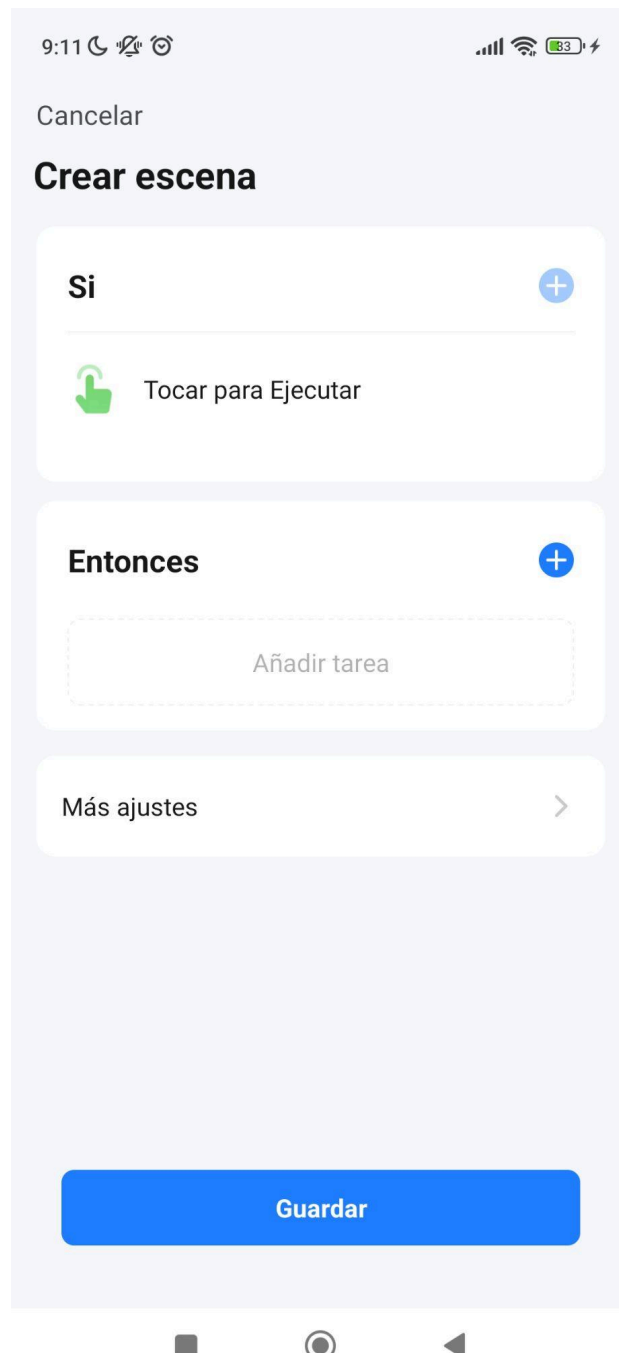 9:11
83
Cancelar
Crear escena
Si
Tocar para Ejecutar
Entonces
Añadir tarea
Más ajustes
Guardar